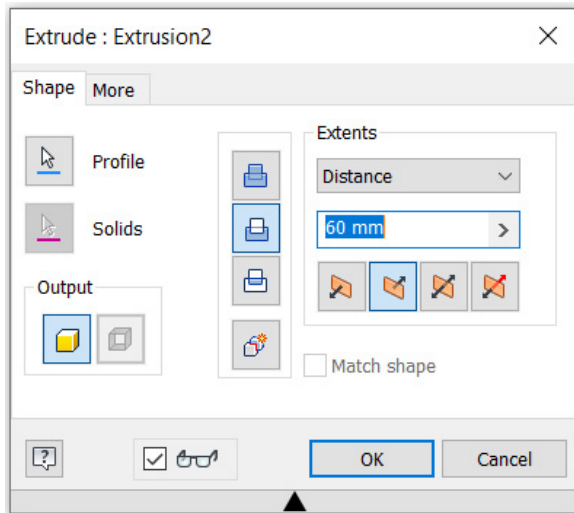 Extrude : Extrusion2
Shape More
Profile
Solids
Output
Extents
Distance
60 mm
Match shape
OK
Cancel